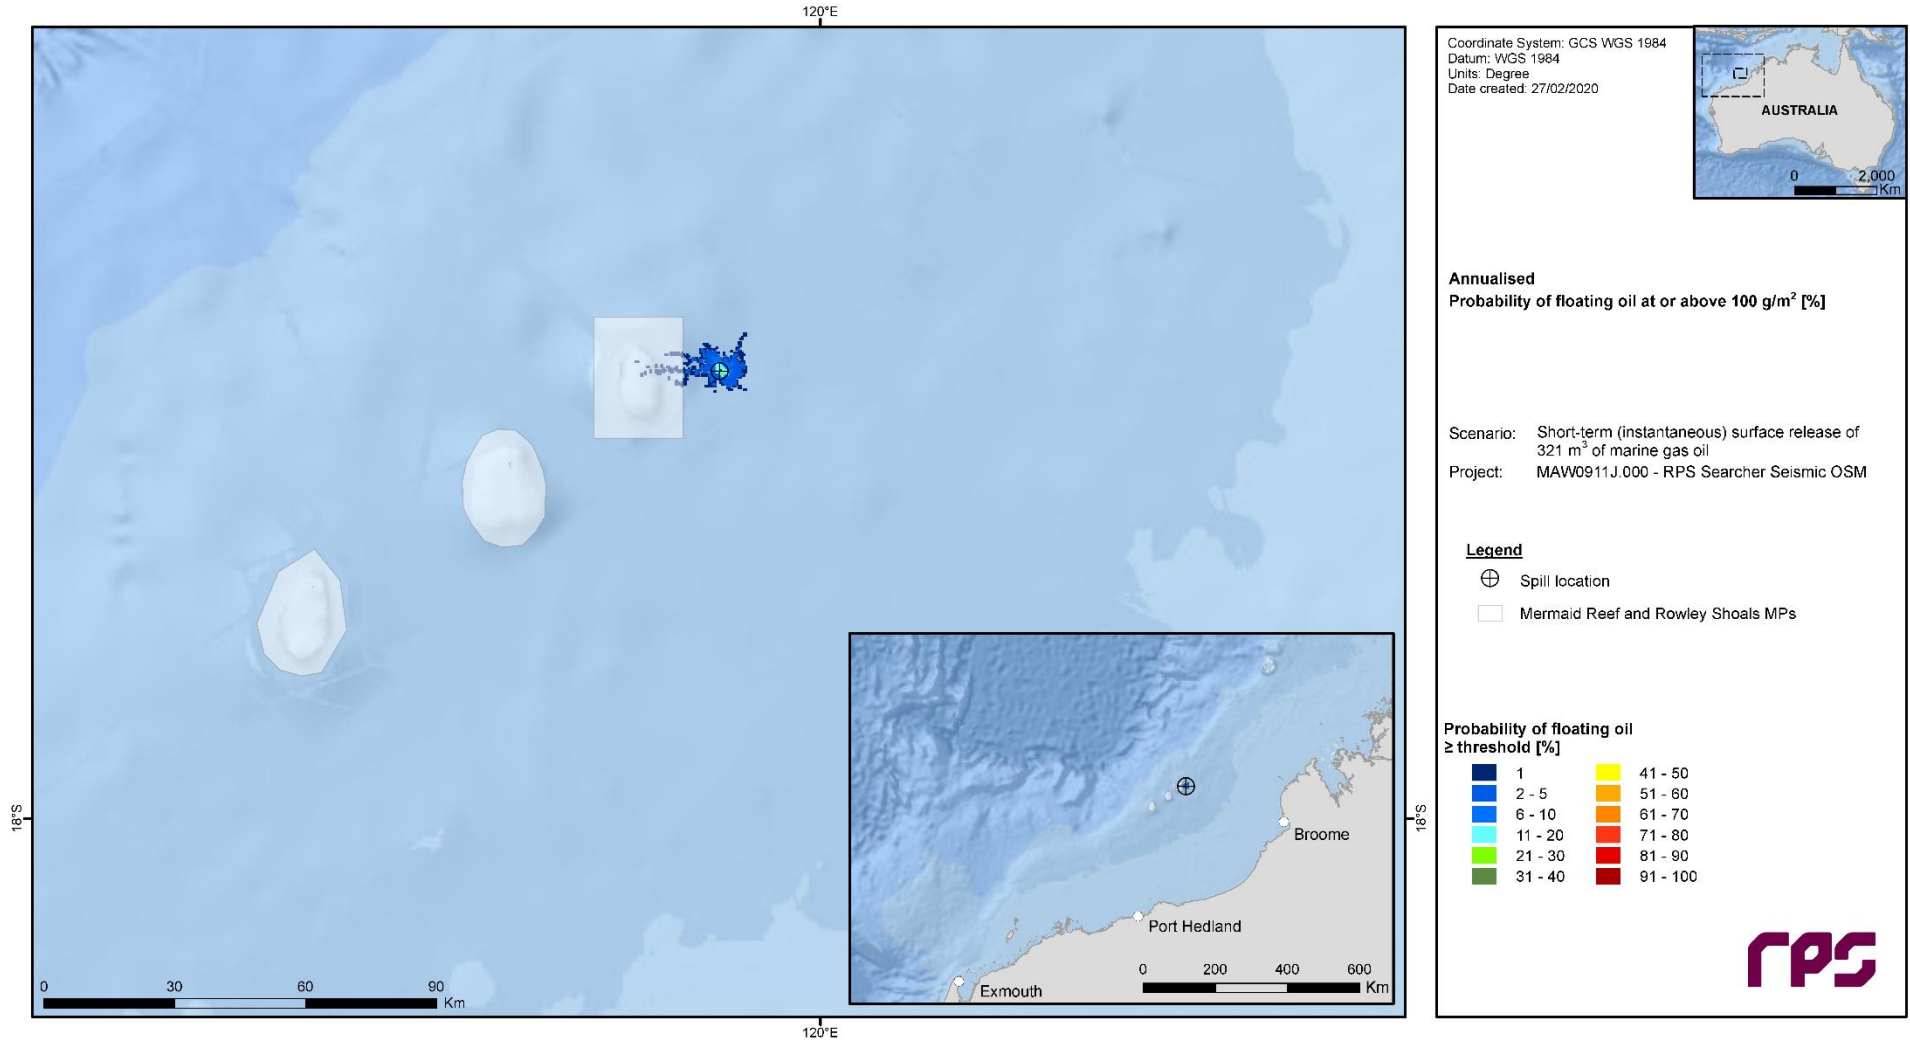 120°E
18°S
18°S
120°E
0 30 60 90
Km
Broome
Port Hedland
Exmouth
0 200 400 600
Km
Coordinate System: GCS WGS 1984
Datum: WGS 1984
Units: Degree
Date created: 27/02/2020
AUSTRALIA
0 2,000
Km
Annualised
Probability of floating oil at or above 100 g/m² [%]
Scenario: Short-term (instantaneous) surface release of
321 m³ of marine gas oil
Project: MAW0911J.000 - RPS Searcher Seismic OSM
Legend
Spill location
Mermaid Reef and Rowley Shoals MPs
Probability of floating oil
≥ threshold [%]
1 41 - 50
2 - 5 51 - 60
6 - 10 61 - 70
11 - 20 71 - 80
21 - 30 81 - 90
31 - 40 91 - 100
rps